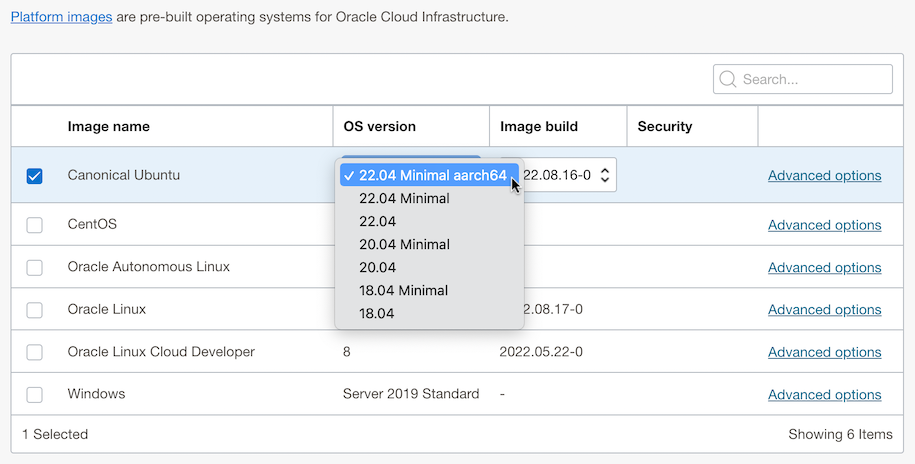 Platform images are pre-built operating systems for Oracle Cloud Infrastructure.
Search...
Image name OS version Image build Security
Canonical Ubuntu ✓ 22.04 Minimal aarch64 22.08.16-0 Advanced options
22.04 Minimal
CentOS 22.04 Advanced options
20.04 Minimal
Oracle Autonomous Linux 20.04 Advanced options
18.04 Minimal
Oracle Linux 18.04 2.08.17-0 Advanced options
Oracle Linux Cloud Developer 8 2022.05.22-0 Advanced options
Windows Server 2019 Standard - Advanced options
1 Selected Showing 6 Items